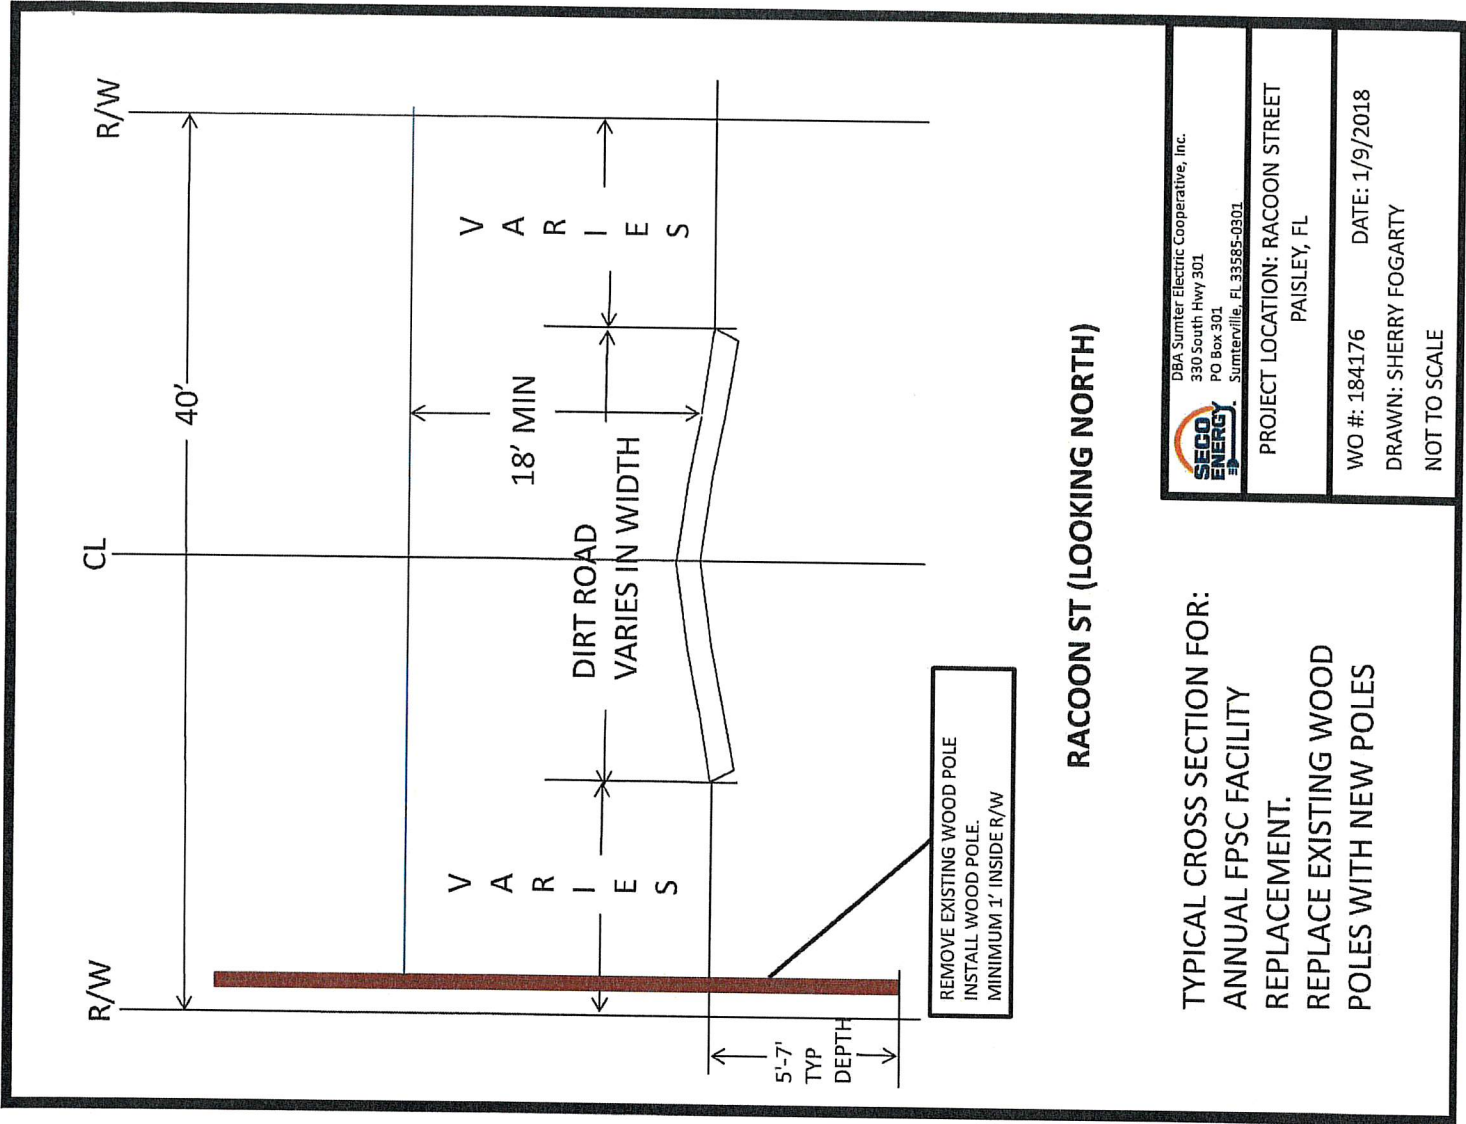 R/W
CL
R/W
40'
18' MIN
VARIES
DIRT ROAD
VARIES IN WIDTH
VARIES
5'-7'
TYP
DEPTH
REMOVE EXISTING WOOD POLE
INSTALL WOOD POLE.
MINIMUM 1' INSIDE R/W
RACOON ST (LOOKING NORTH)
TYPICAL CROSS SECTION FOR:
ANNUAL FPSC FACILITY
REPLACEMENT.
REPLACE EXISTING WOOD
POLES WITH NEW POLES
SECO
ENERGY
DBA Sumter Electric Cooperative, Inc.
330 South Hwy 301
PO Box 301
Sumterville, FL 33585-0301
PROJECT LOCATION: RACOON STREET
PAISLEY, FL
WO #: 184176 DATE: 1/9/2018
DRAWN: SHERRY FOGARTY
NOT TO SCALE